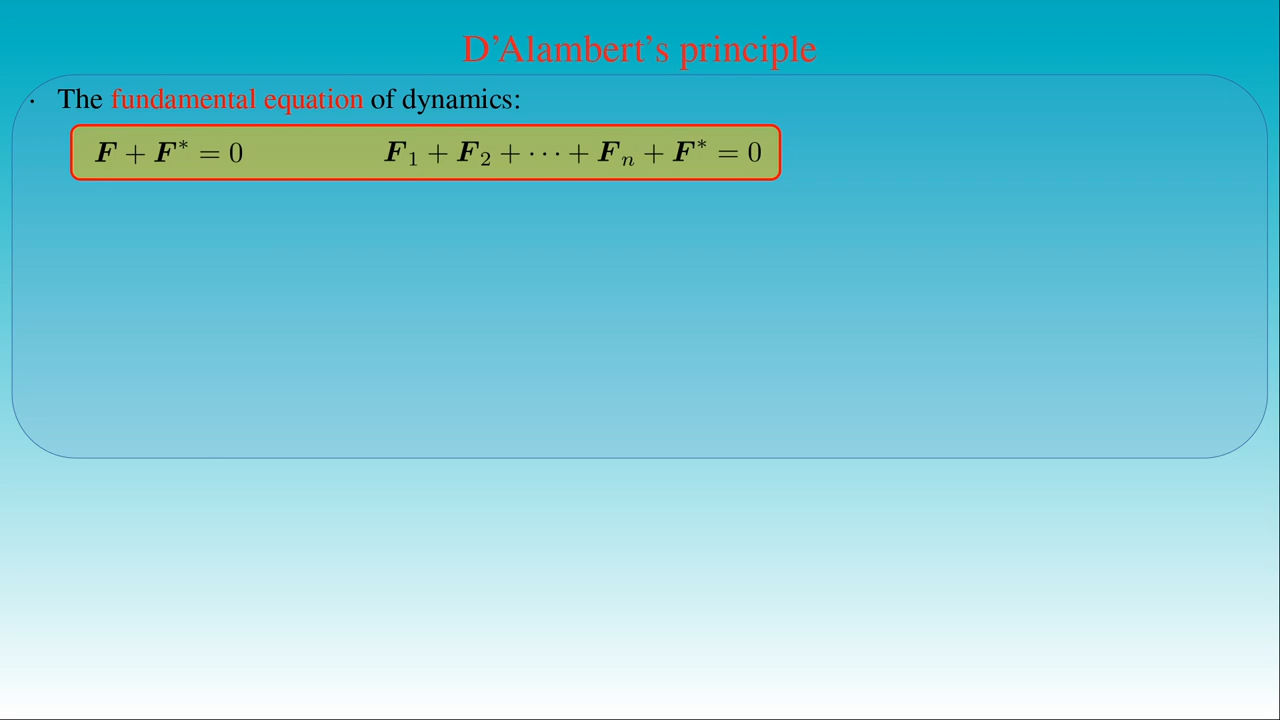 D'Alambert's principle
· The fundamental equation of dynamics:
F + F* = 0 F₁ + F₂ + ··· + Fₙ + F* = 0